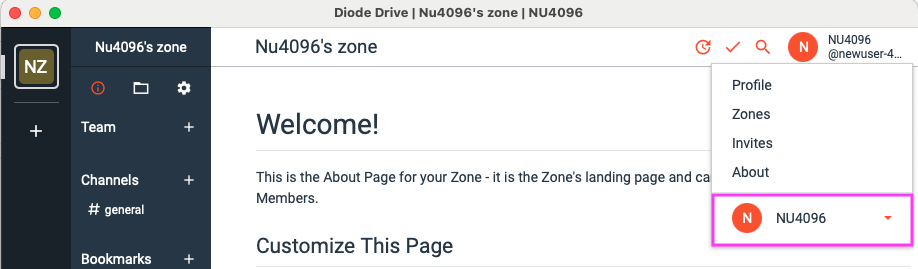 Diode Drive | Nu4096's zone | NU4096
NZ
Nu4096's zone
Team
Channels
# general
Bookmarks
Nu4096's zone
N
NU4096
@newuser-4...
Welcome!
This is the About Page for your Zone - it is the Zone's landing page and ca
Members.
Customize This Page
Profile
Zones
Invites
About
N
NU4096